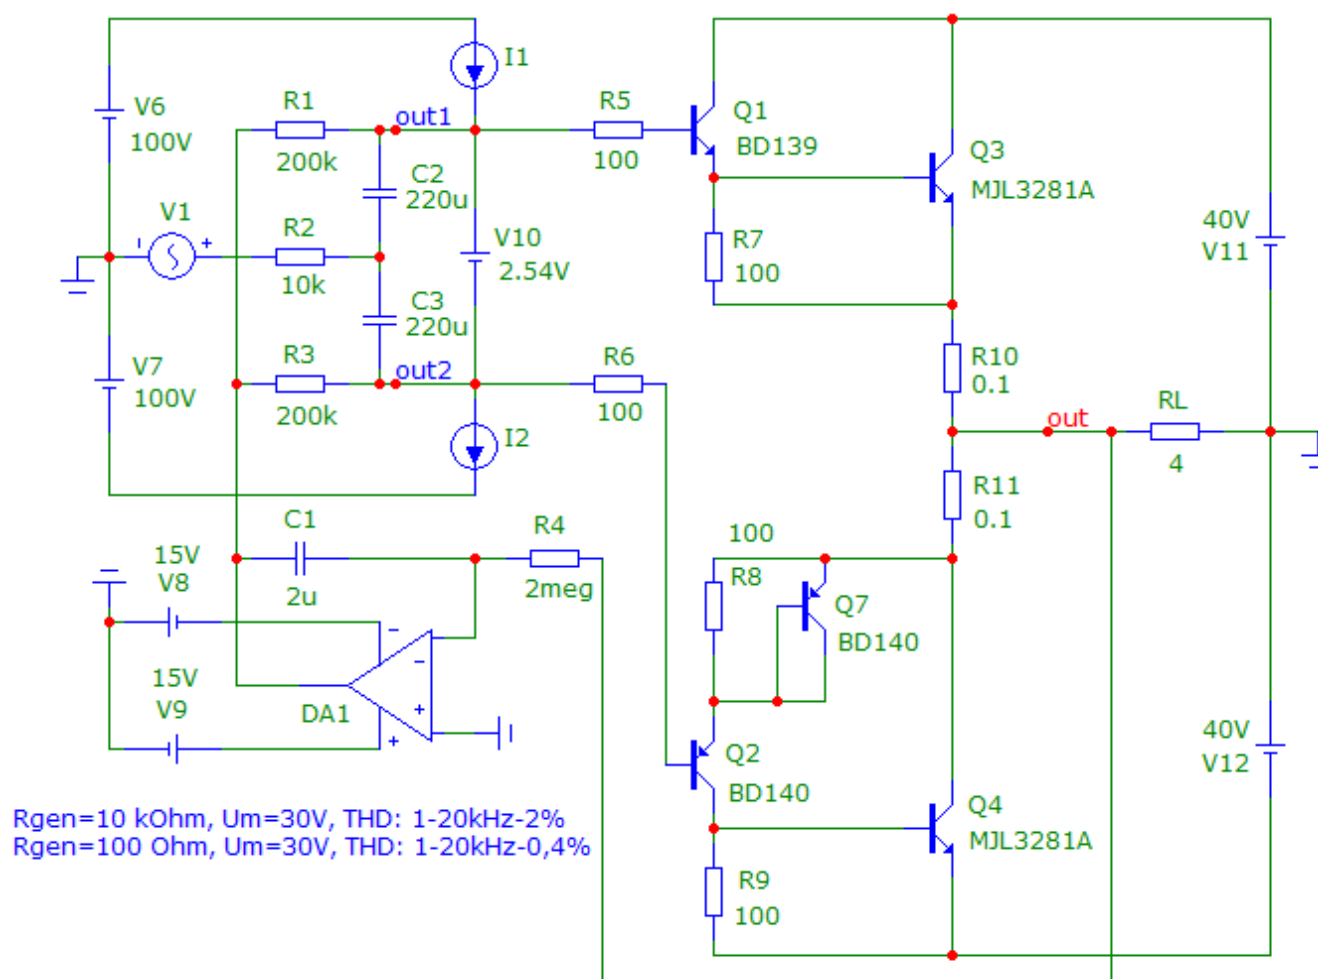 I1
V6
100V
R1
200k
out1
R5
100
Q1
BD139
Q3
MJL3281A
C2
220u
V1
R2
10k
V10
2.54V
R7
100
40V
V11
C3
220u
V7
100V
R3
200k
out2
R6
100
R10
0.1
RL
4
out
I2
R11
0.1
C1
2u
R4
2meg
100
R8
Q7
BD140
15V
V8
15V
V9
DA1
Q2
BD140
40V
V12
Q4
MJL3281A
R9
100
Rgen=10 kOhm, Um=30V, THD: 1-20kHz-2%
Rgen=100 Ohm, Um=30V, THD: 1-20kHz-0,4%